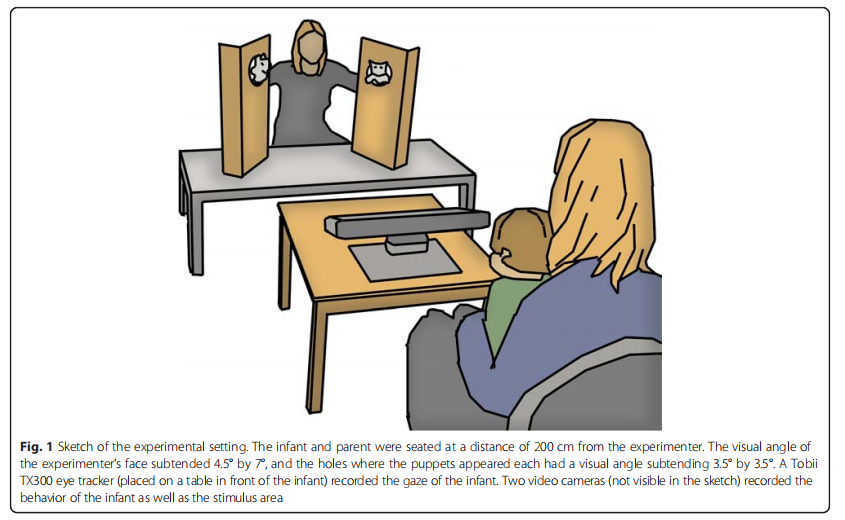 Fig. 1 Sketch of the experimental setting. The infant and parent were seated at a distance of 200 cm from the experimenter. The visual angle of
the experimenter's face subtended 4.5° by 7°, and the holes where the puppets appeared each had a visual angle subtending 3.5° by 3.5°. A Tobii
TX300 eye tracker (placed on a table in front of the infant) recorded the gaze of the infant. Two video cameras (not visible in the sketch) recorded the
behavior of the infant as well as the stimulus area